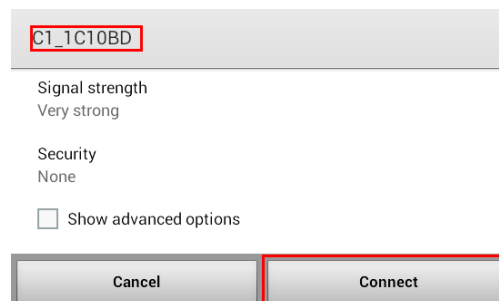 C1_1C10BD
Signal strength
Very strong
Security
None
Show advanced options
Cancel
Connect